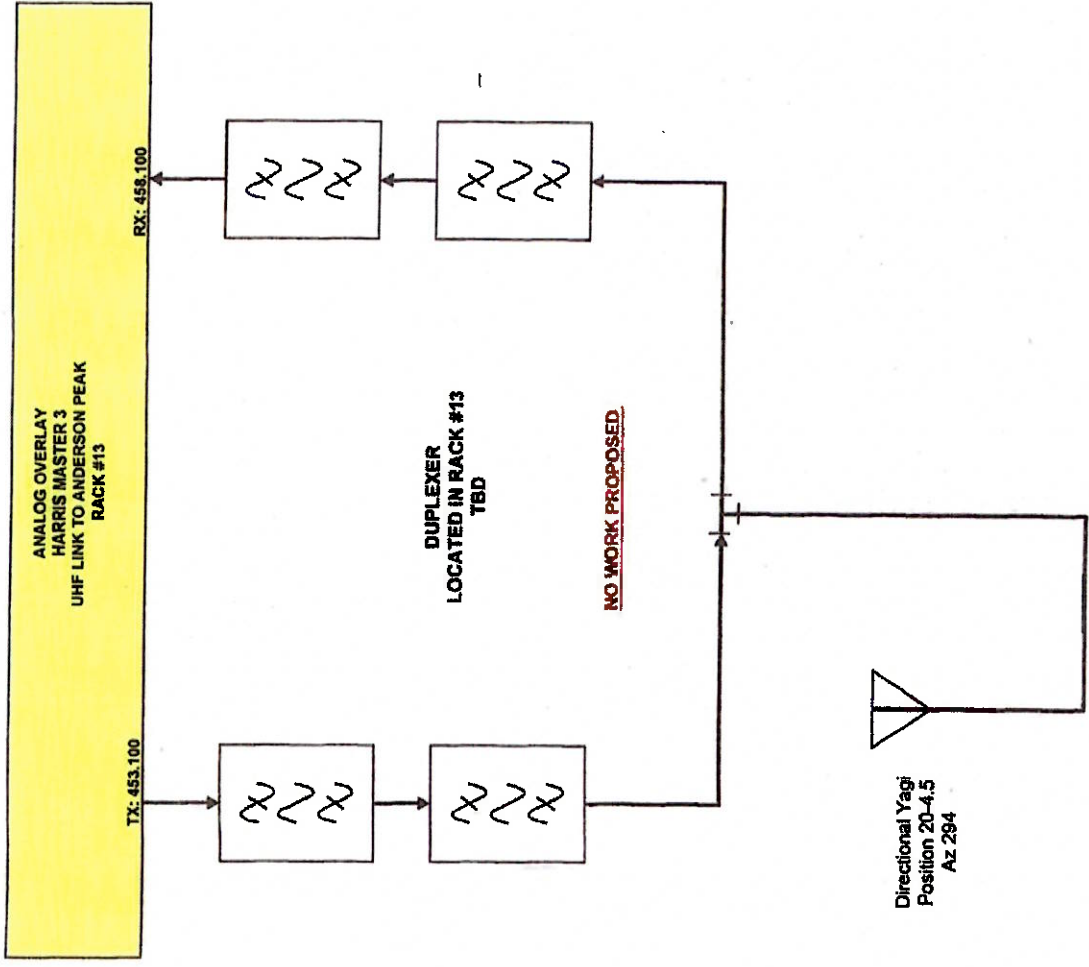 ANALOG OVERLAY
HARRIS MASTER 3
UHF LINK TO ANDERSON PEAK
RACK #13
TX: 453.100
RX: 458.100
DUPLEXER
LOCATED IN RACK #13
TBD
NO WORK PROPOSED
Directional Yagi
Position 20-4.5
Az 294